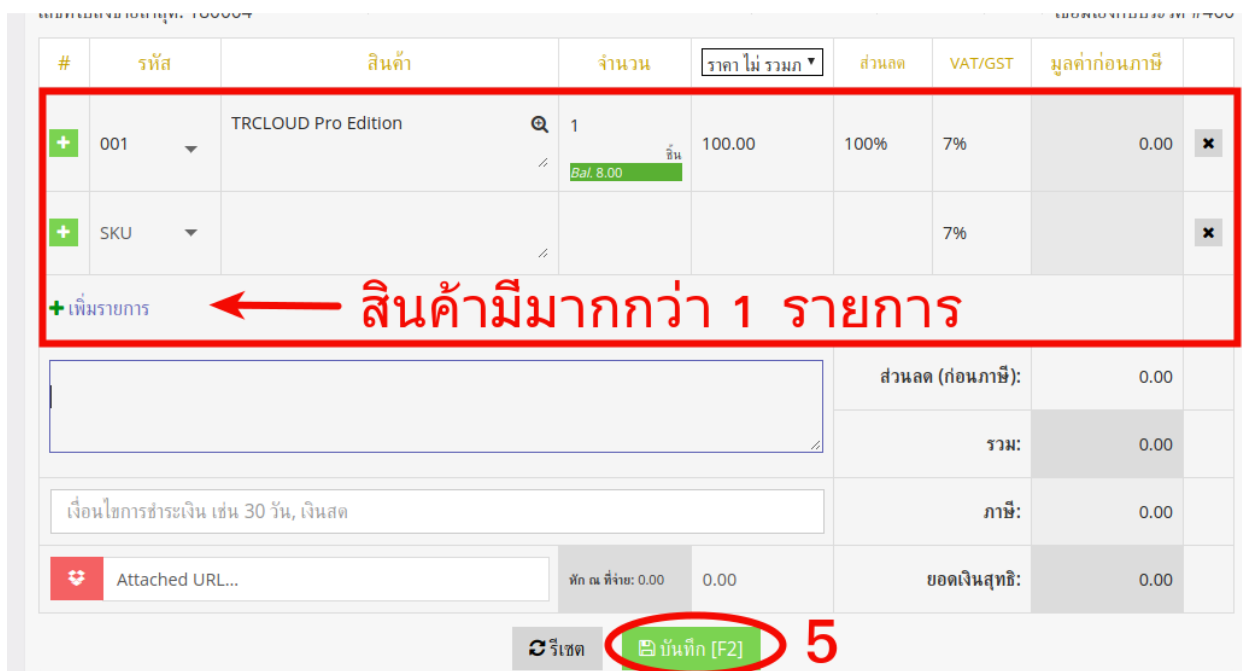 # รหัส สินค้า จำนวน ราคา ไม่ รวมภ ส่วนลด VAT/GST มูลค่าก่อนภาษี
001 TRCLOUD Pro Edition 1 ชิ้น 100.00 100% 7% 0.00
Bal. 8.00
SKU 7%
เพิ่มรายการ สินค้ามีมากกว่า 1 รายการ
ส่วนลด (ก่อนภาษี): 0.00
รวม: 0.00
เงื่อนไขการชำระเงิน เช่น 30 วัน, เงินสด ภาษี: 0.00
Attached URL... หัก ณ ที่จ่าย: 0.00 0.00 ยอดเงินสุทธิ: 0.00
รีเซต บันทึก [F2] 5